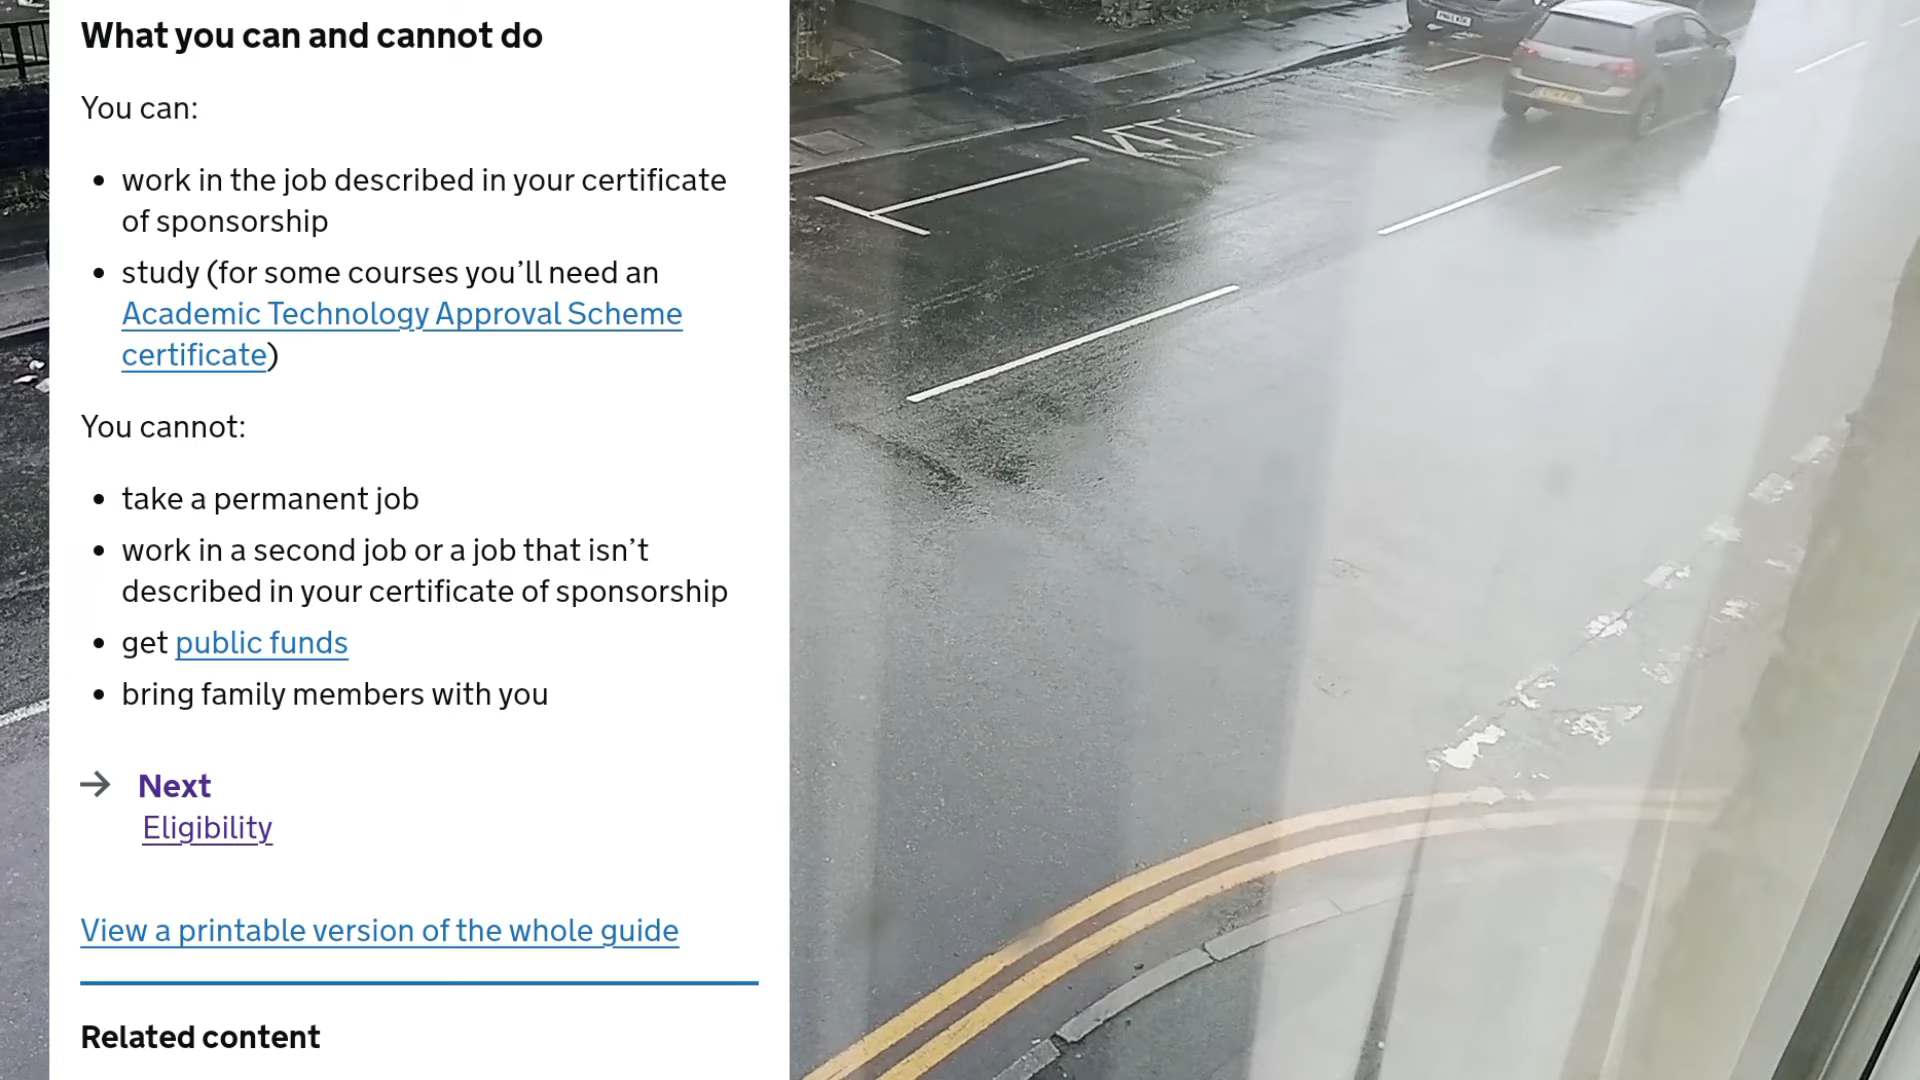 What you can and cannot do
You can:
• work in the job described in your certificate
of sponsorship
• study (for some courses you’ll need an
Academic Technology Approval Scheme
certificate)
You cannot:
• take a permanent job
• work in a second job or a job that isn’t
described in your certificate of sponsorship
• get public funds
• bring family members with you
→ Next
Eligibility
View a printable version of the whole guide
Related content